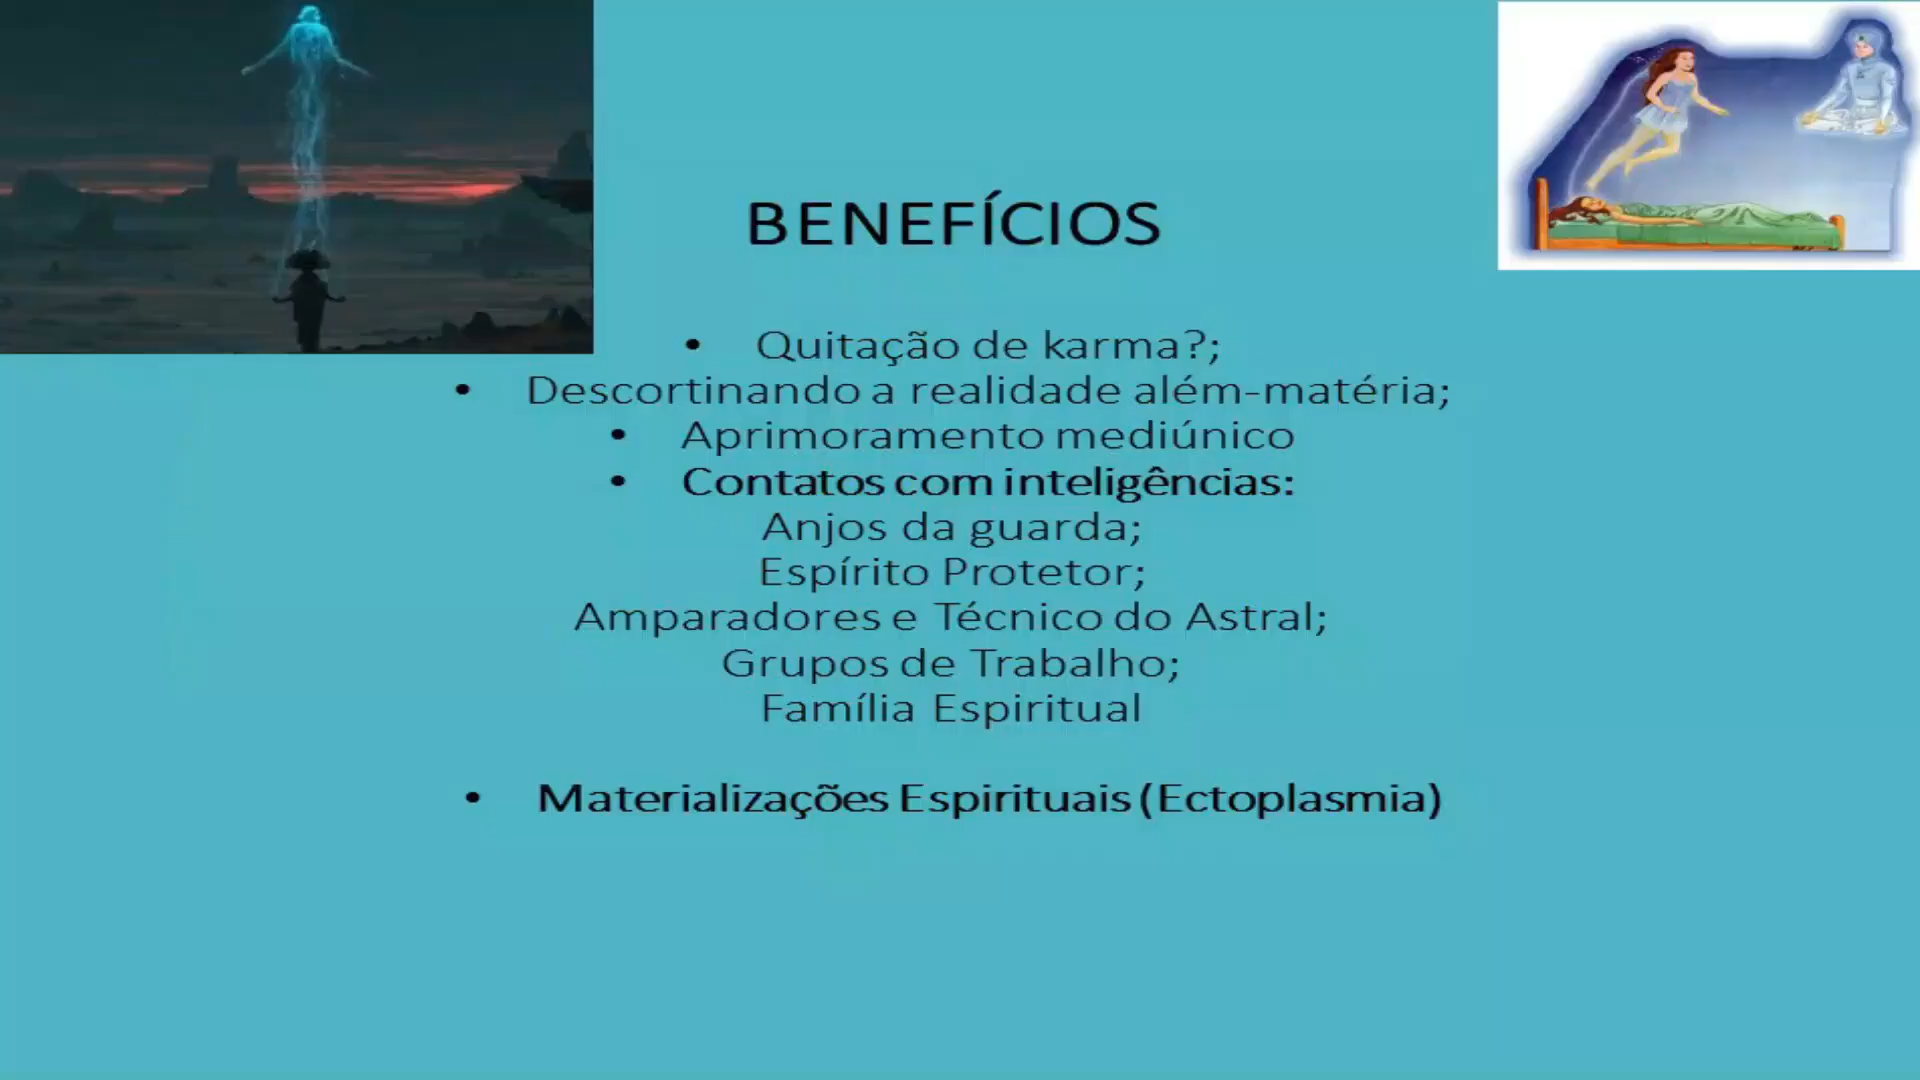 BENEFÍCIOS
• Quitação de karma?;
• Descortinando a realidade além-matéria;
• Aprimoramento mediúnico
• Contatos com inteligências:
Anjos da guarda;
Espírito Protetor;
Amparadores e Técnico do Astral;
Grupos de Trabalho;
Família Espiritual
• Materializações Espirituais (Ectoplasmia)